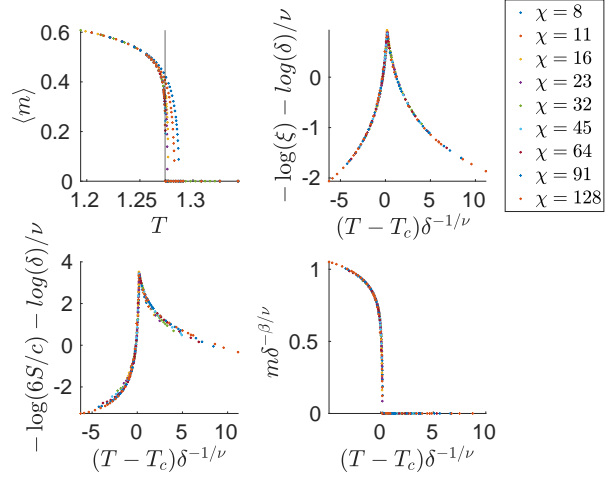 0.6
0.4
0.2
0
1.2
1.25
1.3
⟨m⟩
T
0
-1
-2
-5
0
5
10
− log(ξ) − log(δ)/ν
(T − T_c)δ^{−1/ν}
χ = 8
χ = 11
χ = 16
χ = 23
χ = 32
χ = 45
χ = 64
χ = 91
χ = 128
4
2
0
-2
-5
0
5
10
− log(6S/c) − log(δ)/ν
(T − T_c)δ^{−1/ν}
1
0.5
0
0
5
10
mδ^{−β/ν}
(T − T_c)δ^{−1/ν}